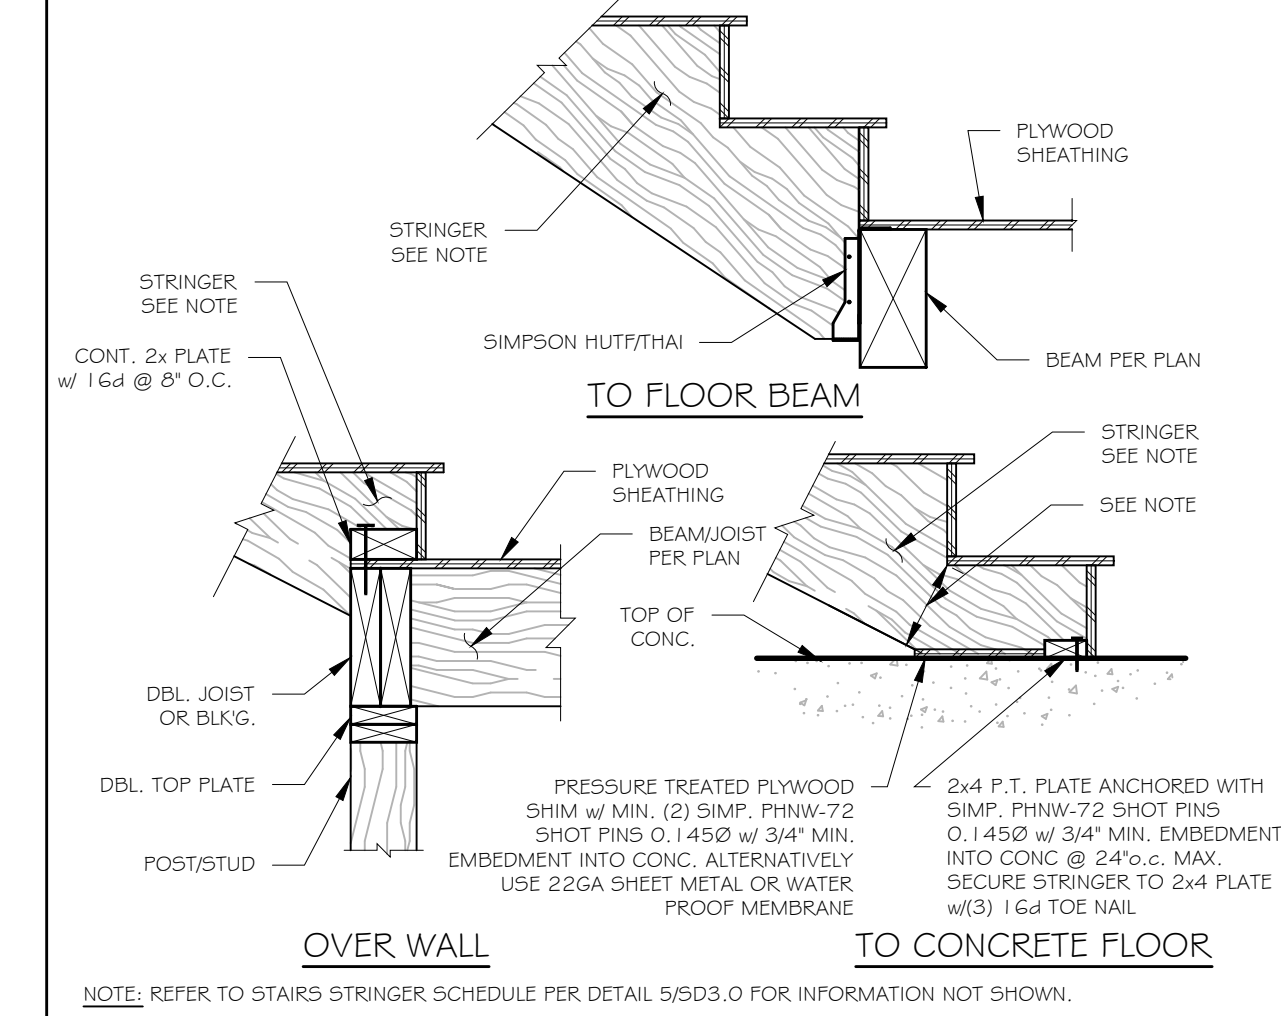 PLYWOOD
SHEATHING
STRINGER
SEE NOTE
SIMPSON HUTF/THAI
BEAM PER PLAN
TO FLOOR BEAM
STRINGER
SEE NOTE
CONT. 2x PLATE
w/ 16d @ 8" O.C.
PLYWOOD
SHEATHING
BEAM/JOIST
PER PLAN
DBL. JOIST
OR BLK'G.
DBL. TOP PLATE
POST/STUD
OVER WALL
STRINGER
SEE NOTE
SEE NOTE
TOP OF
CONC.
PRESSURE TREATED PLYWOOD
SHIM w/ MIN. (2) SIMP. PHNW-72
SHOT PINS 0.145Ø w/ 3/4" MIN.
EMBEDMENT INTO CONC. ALTERNATIVELY
USE 22GA SHEET METAL OR WATER
PROOF MEMBRANE
2x4 P.T. PLATE ANCHORED WITH
SIMP. PHNW-72 SHOT PINS
0.145Ø w/ 3/4" MIN. EMBEDMENT
INTO CONC @ 24"o.c. MAX.
SECURE STRINGER TO 2x4 PLATE
w/(3) 16d TOE NAIL
TO CONCRETE FLOOR
NOTE: REFER TO STAIRS STRINGER SCHEDULE PER DETAIL 5/SD3.0 FOR INFORMATION NOT SHOWN.